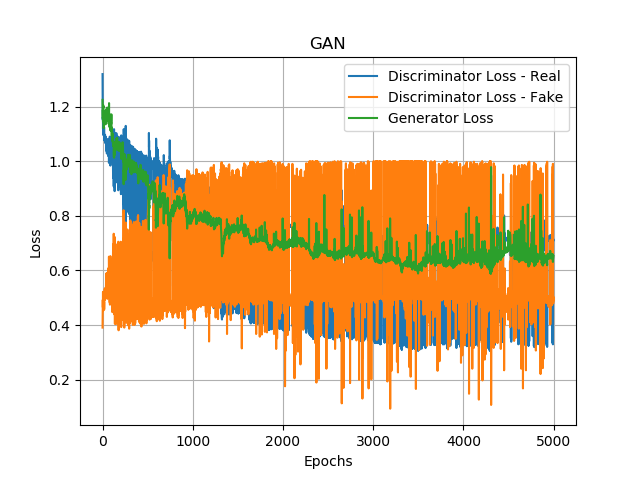 GAN
Discriminator Loss - Real
Discriminator Loss - Fake
Generator Loss
Loss
1.2
1.0
0.8
0.6
0.4
0.2
0 1000 2000 3000 4000 5000
Epochs